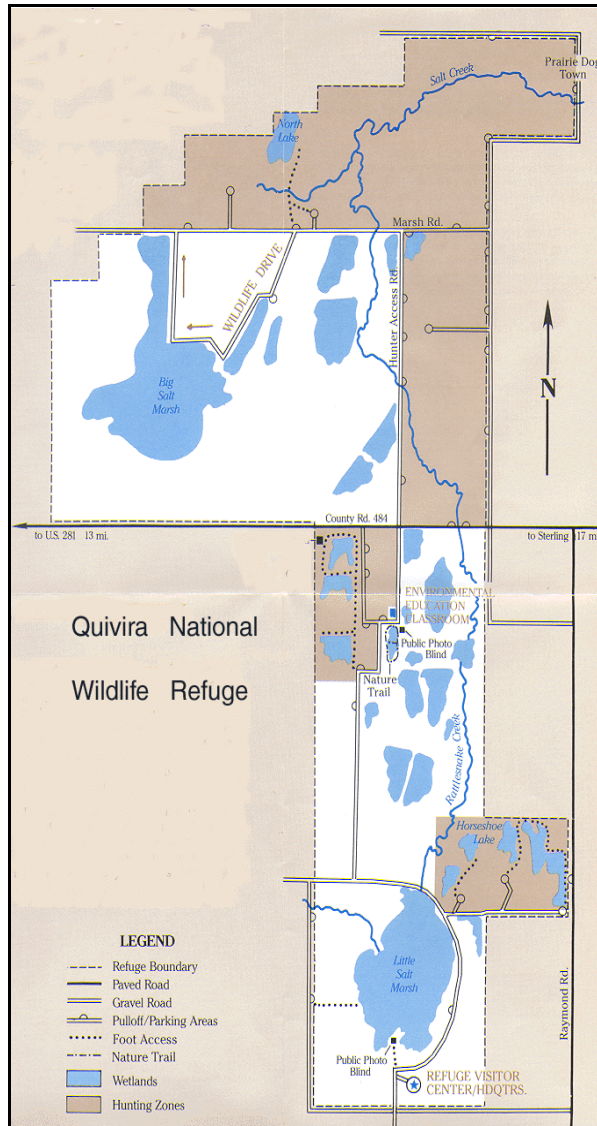 Prairie Dog
Town
Salt Creek
North
Lake
Marsh Rd.
WILDLIFE DRIVE
Hunter Access Rd.
Big
Salt
Marsh
N
County Rd. 484
to U.S. 281 13 mi.
to Sterling 17 m
ENVIRONMENTAL
EDUCATION
CLASSROOM
Quivira National
Wildlife Refuge
Public Photo
Blind
Nature
Trail
Rattlesnake Creek
Horseshoe
Lake
LEGEND
Refuge Boundary
Paved Road
Gravel Road
Pulloff/Parking Areas
Foot Access
Nature Trail
Wetlands
Hunting Zones
Little
Salt
Marsh
Raymond Rd.
Public Photo
Blind
REFUGE VISITOR
CENTER/HDQTRS.